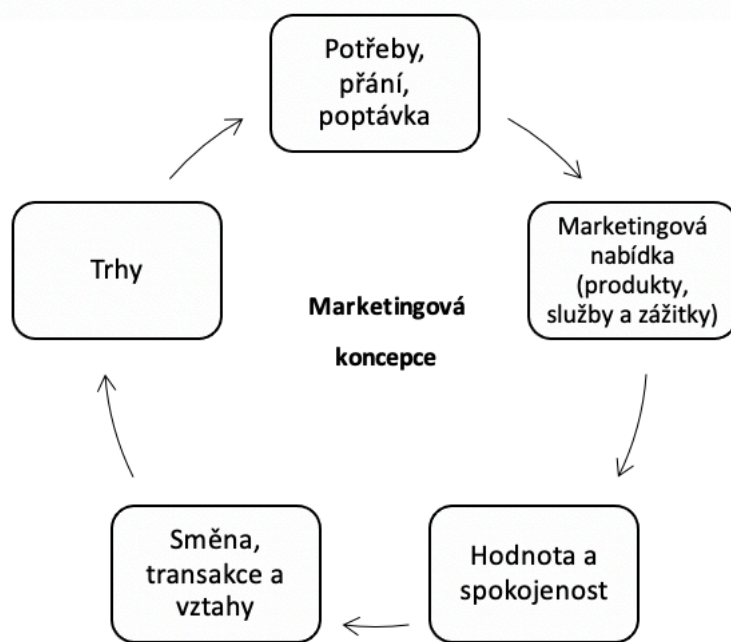 Potřeby,
přání,
poptávka
Marketingová
nabídka
(produkty,
služby a zážitky)
Hodnota a
spokojenost
Směna,
transakce a
vztahy
Trhy
Marketingová
koncepce